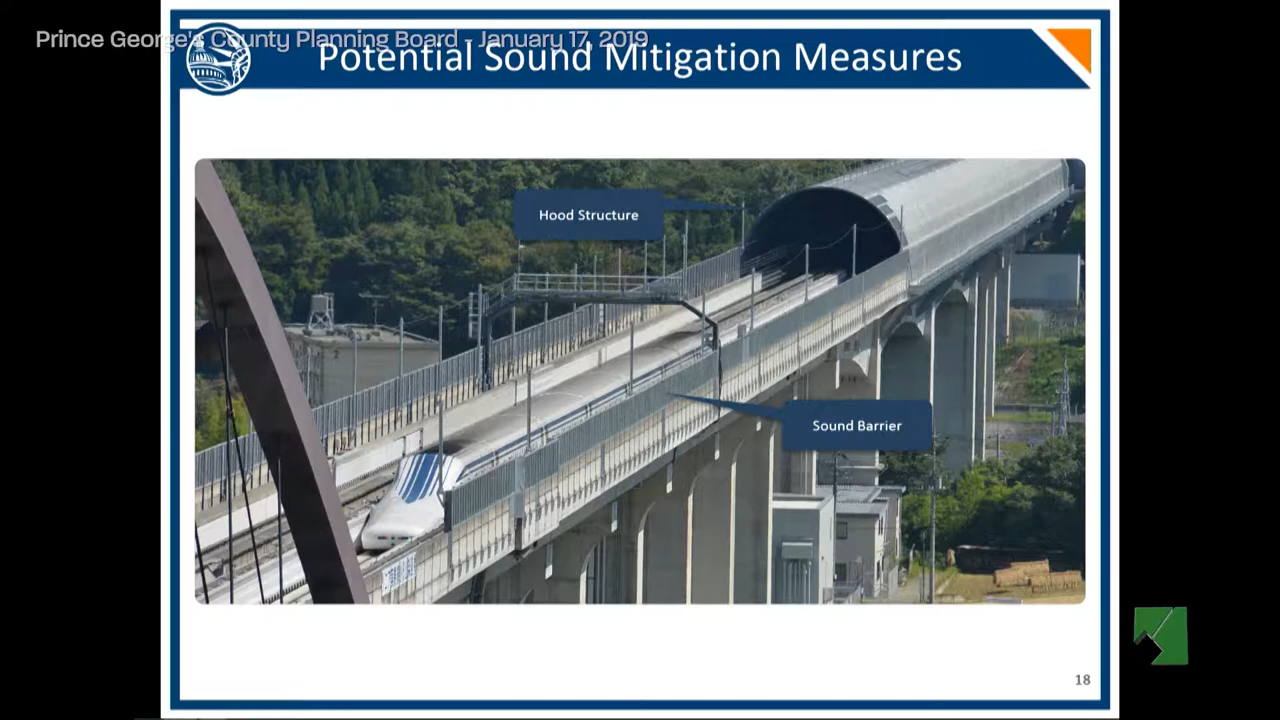 Prince George's County Planning Board - January 17, 2019
Potential Sound Mitigation Measures
Hood Structure
Sound Barrier
18